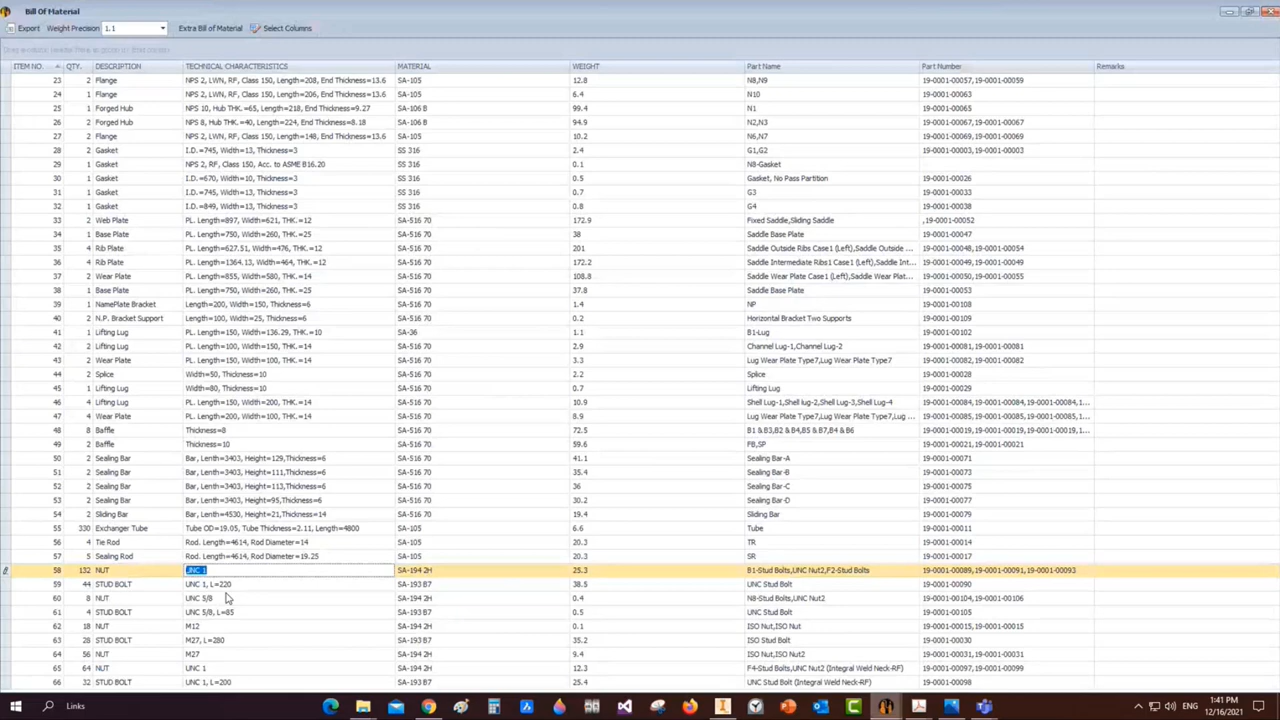 Bill Of Material
Export Weight Precision 1.1 Extra Bill of Material Select Columns
ITEM NO. QTY. DESCRIPTION TECHNICAL CHARACTERISTICS MATERIAL WEIGHT Part Name Part Number Remarks
23 2 Flange NPS 2, LWN, RF, Class 150, Length=208, End Thickness=13.6 SA-105 12.8 N8,N9 19-0001-00057,19-0001-00059
24 1 Flange NPS 2, LWN, RF, Class 150, Length=206, End Thickness=13.6 SA-105 6.4 N10 19-0001-00063
25 1 Forged Hub NPS 10, Hub THK.=65, Length=218, End Thickness=9.27 SA-106 B 99.4 N1 19-0001-00065
26 2 Forged Hub NPS 8, Hub THK.=40, Length=224, End Thickness=8.18 SA-106 B 94.9 N2,N3 19-0001-00067,19-0001-00067
27 2 Flange NPS 2, LWN, RF, Class 150, Length=148, End Thickness=13.6 SA-105 10.2 N6,N7 19-0001-00069,19-0001-00069
28 2 Gasket I.D.=745, Width=13, Thickness=3 SS 316 2.4 G1,G2 19-0001-00003,19-0001-00003
29 1 Gasket NPS 2, RF, Class 150, Acc. to ASME B16.20 SS 316 0.1 N8-Gasket
30 1 Gasket I.D.=670, Width=10, Thickness=3 SS 316 0.5 Gasket, No Pass Partition 19-0001-00026
31 1 Gasket I.D.=745, Width=13, Thickness=3 SS 316 0.7 G3 19-0001-00033
32 1 Gasket I.D.=849, Width=13, Thickness=3 SS 316 0.8 G4 19-0001-00038
33 2 Web Plate PL. Length=897, Width=621, THK.=12 SA-516 70 172.9 Fixed Saddle,Sliding Saddle ,19-0001-00052
34 1 Base Plate PL. Length=750, Width=260, THK.=25 SA-516 70 38 Saddle Base Plate 19-0001-00047
35 4 Rib Plate PL. Length=627.51, Width=476, THK.=12 SA-516 70 201 Saddle Outside Ribs Case1 (Left),Saddle Outside ... 19-0001-00048,19-0001-00054
36 4 Rib Plate PL. Length=1364.13, Width=464, THK.=12 SA-516 70 172.2 Saddle Intermediate Ribs1 Case1 (Left),Saddle Int... 19-0001-00049,19-0001-00049
37 2 Wear Plate PL. Length=855, Width=580, THK.=14 SA-516 70 108.8 Saddle Wear Plate Case1 (Left),Saddle Wear Plat... 19-0001-00050,19-0001-00055
38 1 Base Plate PL. Length=750, Width=260, THK.=25 SA-516 70 37.8 Saddle Base Plate 19-0001-00053
39 1 NamePlate Bracket Length=200, Width=150, Thickness=6 SA-516 70 1.4 NP 19-0001-00108
40 2 N.P. Bracket Support Length=100, Width=25, Thickness=6 SA-516 70 0.2 Horizontal Bracket Two Supports 19-0001-00109
41 1 Lifting Lug PL. Length=150, Width=136.29, THK.=10 SA-36 1.1 B1-Lug 19-0001-00102
42 2 Lifting Lug PL. Length=100, Width=150, THK.=14 SA-516 70 2.9 Channel Lug-1,Channel Lug-2 19-0001-00081,19-0001-00081
43 2 Wear Plate PL. Length=150, Width=100, THK.=14 SA-516 70 3.3 Lug Wear Plate Type7,Lug Wear Plate Type7 19-0001-00082,19-0001-00082
44 2 Splice Width=50, Thickness=10 SA-516 70 2.2 Splice 19-0001-00028
45 1 Lifting Lug Width=80, Thickness=10 SA-516 70 0.7 Lifting Lug 19-0001-00029
46 4 Lifting Lug PL. Length=150, Width=200, THK.=14 SA-516 70 10.9 Shell Lug-1,Shell lug-2,Shell Lug-3,Shell Lug-4 19-0001-00084,19-0001-00084,19-0001-00084,1...
47 4 Wear Plate PL. Length=200, Width=100, THK.=14 SA-516 70 8.9 Lug Wear Plate Type7,Lug Wear Plate Type7,Lug ... 19-0001-00085,19-0001-00085,19-0001-00085,1...
48 8 Baffle Thickness=8 SA-516 70 72.5 B1 & B3,B2 & B4,B5 & B7,B4 & B6 19-0001-00019,19-0001-00019,19-0001-00019,1...
49 2 Baffle Thickness=10 SA-516 70 59.6 FB,SP 19-0001-00021,19-0001-00021
50 2 Sealing Bar Bar, Lenth=3403, Height=129,Thickness=6 SA-516 70 41.1 Sealing Bar-A 19-0001-00071
51 2 Sealing Bar Bar, Lenth=3403, Height=111,Thickness=6 SA-516 70 35.4 Sealing Bar-B 19-0001-00073
52 2 Sealing Bar Bar, Lenth=3403, Height=113,Thickness=6 SA-516 70 36 Sealing Bar-C 19-0001-00075
53 2 Sealing Bar Bar, Lenth=3403, Height=95,Thickness=6 SA-516 70 30.2 Sealing Bar-D 19-0001-00077
54 2 Sliding Bar Bar, Lenth=4530, Height=21,Thickness=14 SA-516 70 19.4 Sliding Bar 19-0001-00079
55 330 Exchanger Tube Tube OD=19.05, Tube Thickness=2.11, Length=4800 SA-105 6.6 Tube 19-0001-00011
56 4 Tie Rod Rod. Length=4614, Rod Diameter=14 SA-105 TR 19-0001-00014
57 5 Sealing Rod Rod. Length=4614, Rod Diameter=19.25 SA-105 SR 19-0001-00017
58 132 NUT UNC 1 SA-194 2H 25.3 B1-Stud Bolts,UNC Nut2,F2-Stud Bolts 19-0001-00089,19-0001-00091,19-0001-00093
59 44 STUD BOLT UNC 1, L=220 SA-193 B7 38.5 UNC Stud Bolt 19-0001-00090
60 8 NUT UNC 5/8 SA-194 2H 0.4 N8-Stud Bolts,UNC Nut2 19-0001-00104,19-0001-00106
61 4 STUD BOLT UNC 5/8, L=85 SA-193 B7 0.5 UNC Stud Bolt 19-0001-00105
62 18 NUT M12 SA-194 2H 0.1 ISO Nut,ISO Nut 19-0001-00015,19-0001-00015
63 28 STUD BOLT M27, L=280 SA-193 B7 35.2 ISO Stud Bolt 19-0001-00030
64 56 NUT M27 SA-194 2H 9.4 ISO Nut,ISO Nut2 19-0001-00031,19-0001-00031
65 64 NUT UNC 1 SA-194 2H 12.3 F4-Stud Bolts,UNC Nut2 (Integral Weld Neck-RF) 19-0001-00097,19-0001-00099
66 32 STUD BOLT UNC 1, L=200 SA-193 B7 25.4 UNC Stud Bolt (Integral Weld Neck-RF) 19-0001-00098
Links ENG 1:41 PM
12/16/2021